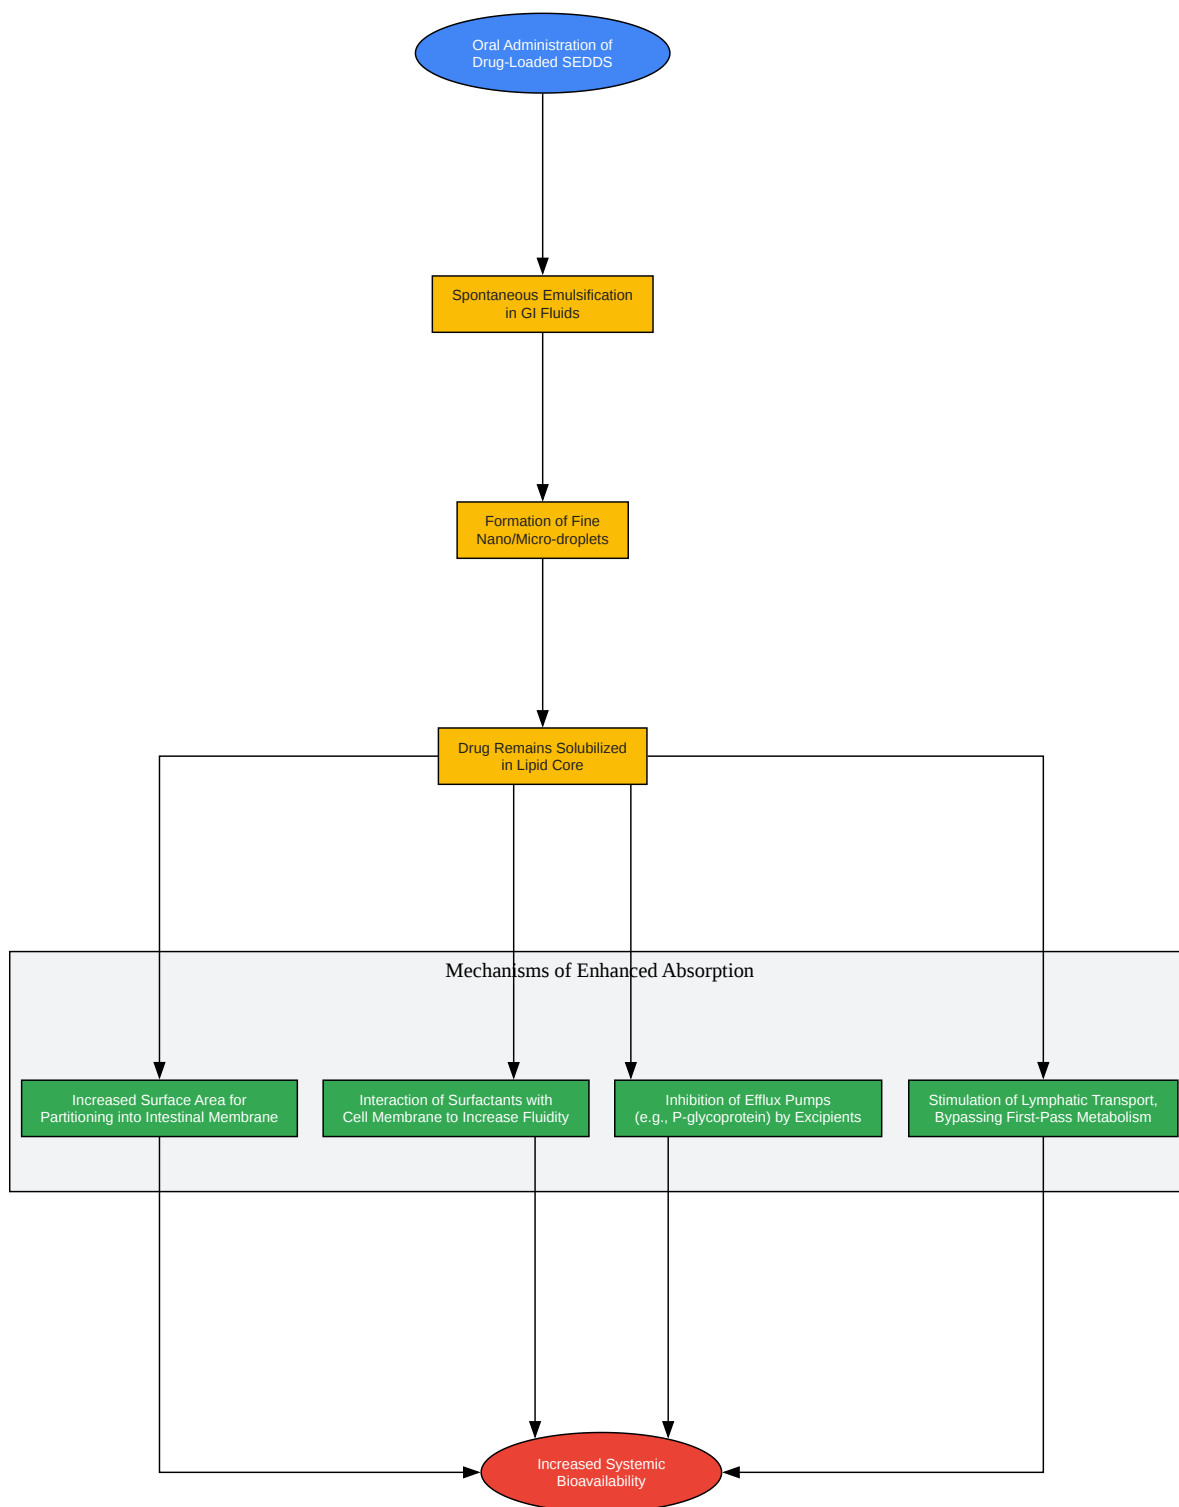 Oral Administration of
Drug-Loaded SEDDS
Spontaneous Emulsification
in GI Fluids
Formation of Fine
Nano/Micro-droplets
Drug Remains Solubilized
in Lipid Core
Mechanisms of Enhanced Absorption
Increased Surface Area for
Partitioning into Intestinal Membrane
Interaction of Surfactants with
Cell Membrane to Increase Fluidity
Inhibition of Efflux Pumps
(e.g., P-glycoprotein) by Excipients
Stimulation of Lymphatic Transport,
Bypassing First-Pass Metabolism
Increased Systemic
Bioavailability